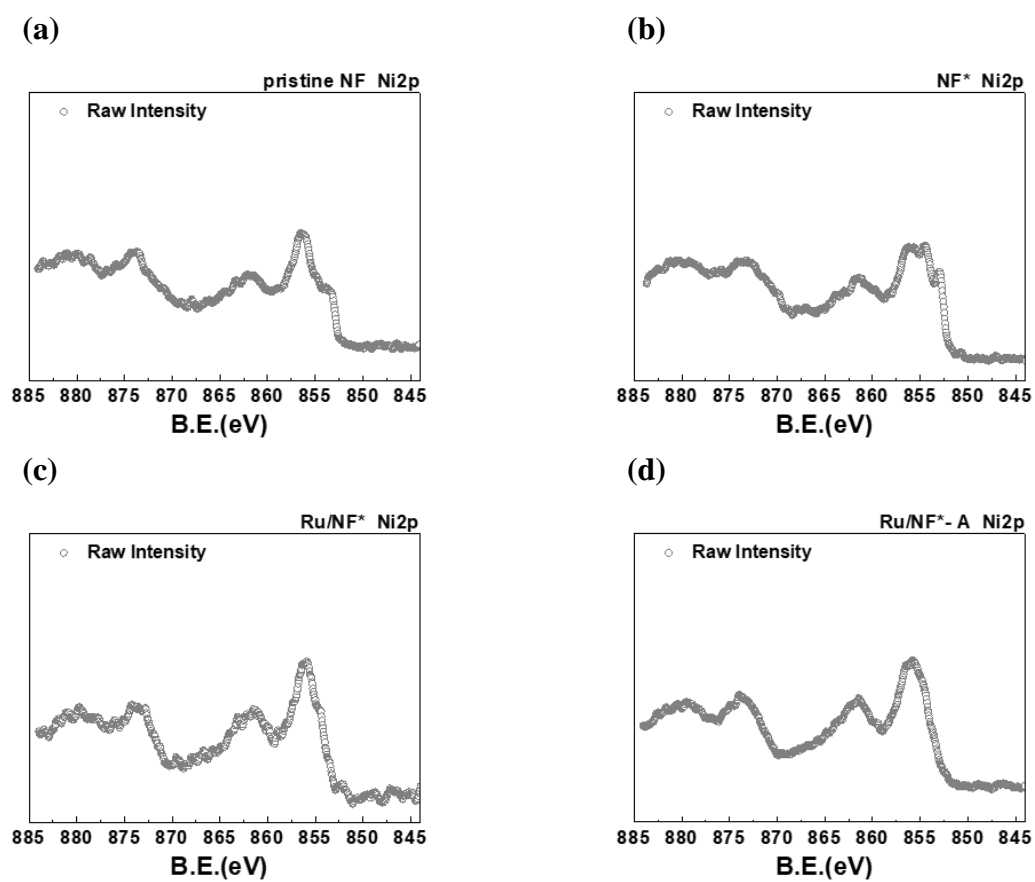 (a)
pristine NF Ni2p
Raw Intensity
885 880 875 870 865 860 855 850 845
B.E.(eV)
(b)
NF* Ni2p
Raw Intensity
885 880 875 870 865 860 855 850 845
B.E.(eV)
(c)
Ru/NF* Ni2p
Raw Intensity
885 880 875 870 865 860 855 850 845
B.E.(eV)
(d)
Ru/NF*- A Ni2p
Raw Intensity
885 880 875 870 865 860 855 850 845
B.E.(eV)